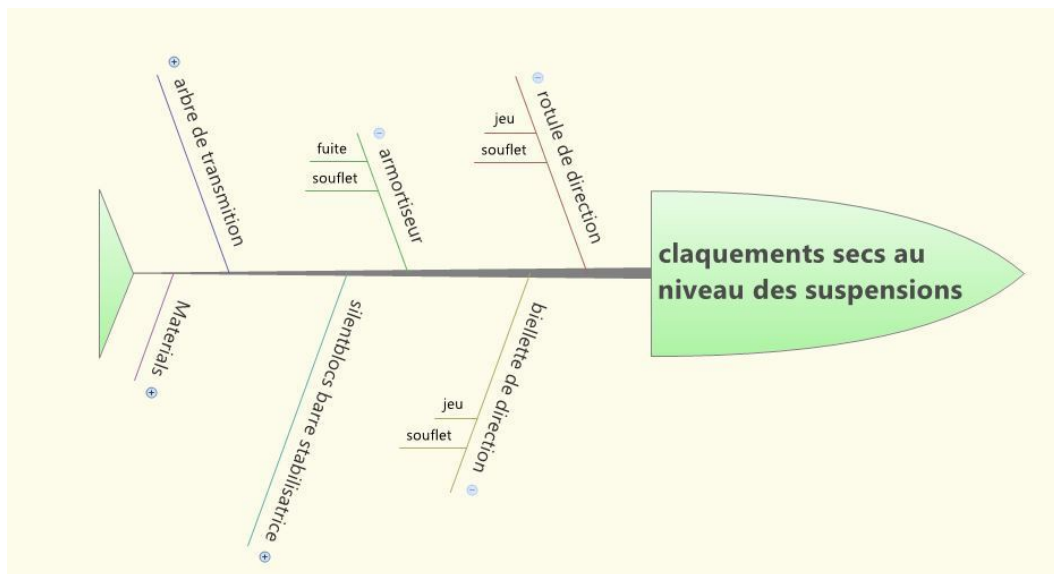 arbre de transmition
fuite
souflet
armortiseur
jeu
souflet
rotule de direction
claquements secs au
niveau des suspensions
Materials
silentblocs barre stabilisatrice
jeu
souflet
biellette de direction